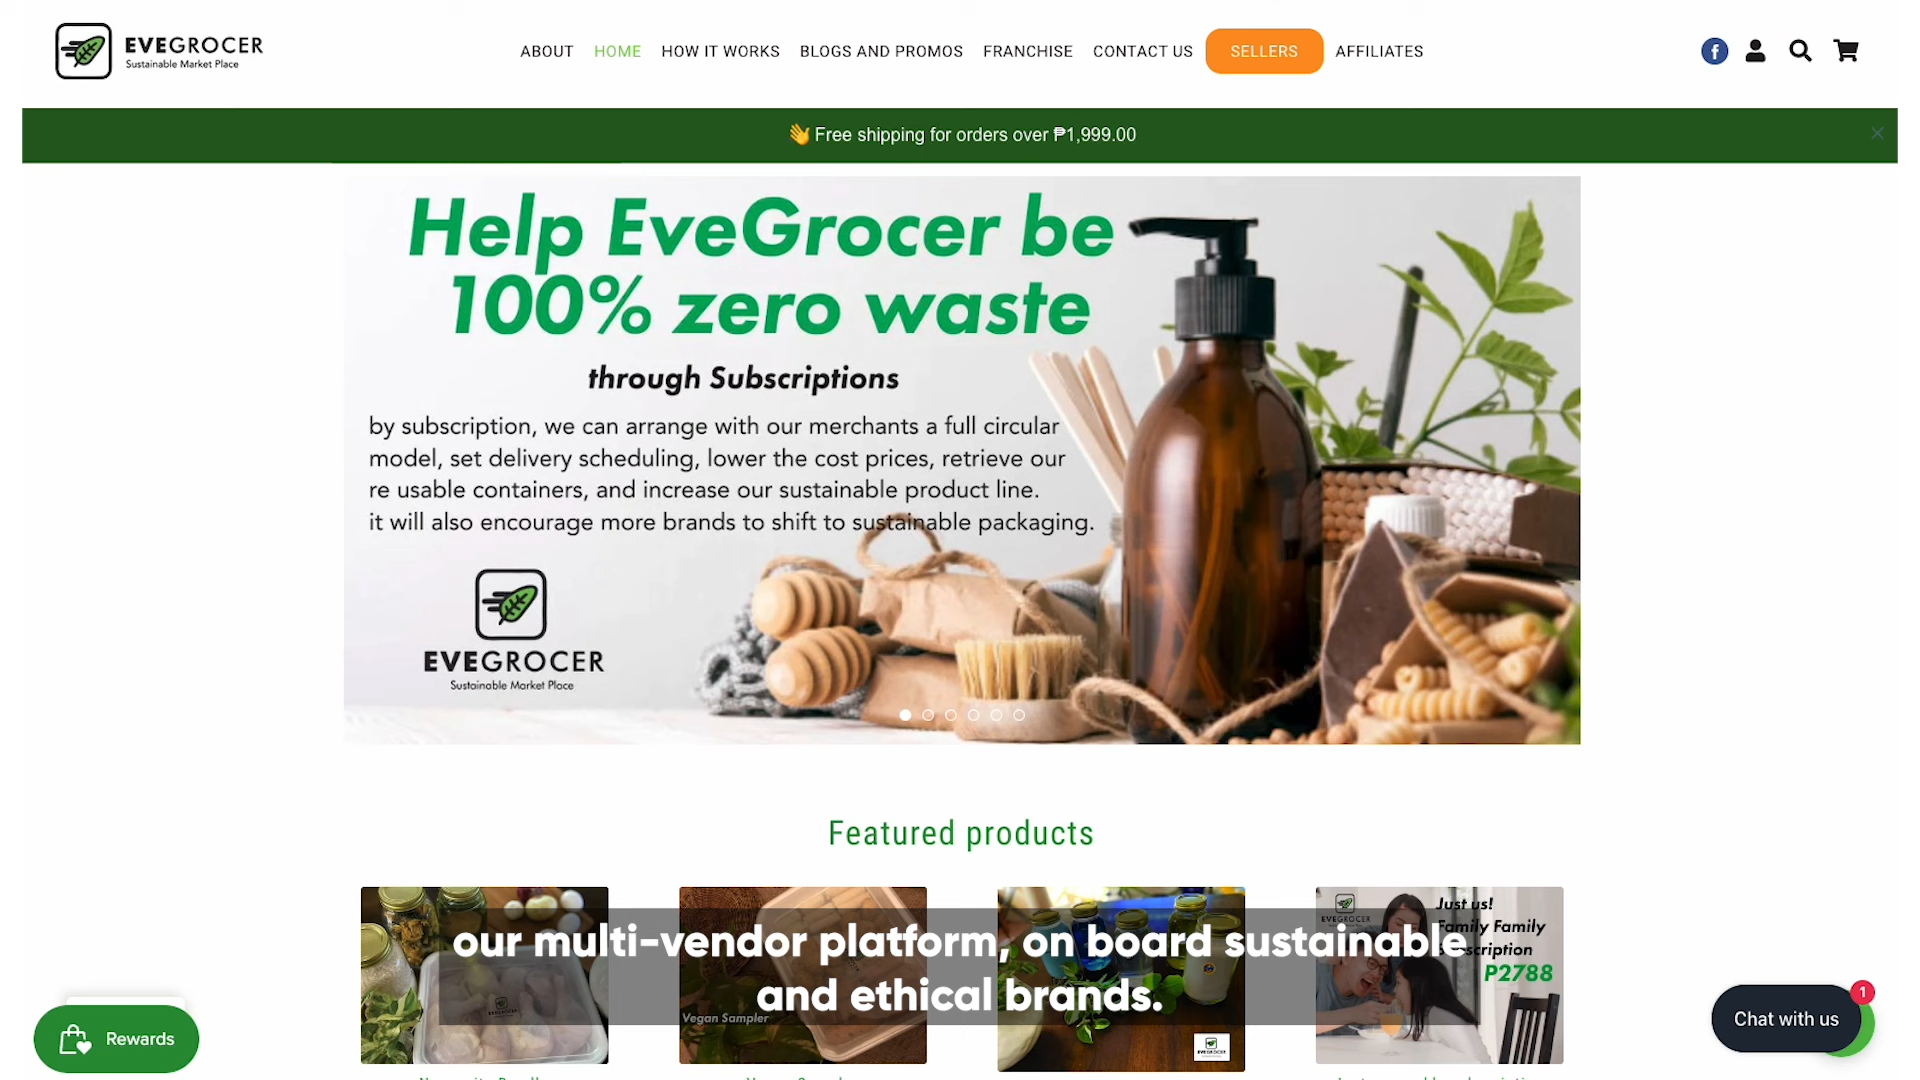 EVEGROCER
Sustainable Market Place
ABOUT
HOME
HOW IT WORKS
BLOGS AND PROMOS
FRANCHISE
CONTACT US
SELLERS
AFFILIATES
👋 Free shipping for orders over ₱1,999.00
Help EveGrocer be
100% zero waste
through Subscriptions
by subscription, we can arrange with our merchants a full circular
model, set delivery scheduling, lower the cost prices, retrieve our
re usable containers, and increase our sustainable product line.
it will also encourage more brands to shift to sustainable packaging.
EVEGROCER
Sustainable Market Place
Featured products
Just us!
EVEGROCER
Family Family
P2788
Vegan Sampler
our multi-vendor platform, on board sustainable
and ethical brands.
Rewards
Chat with us
1